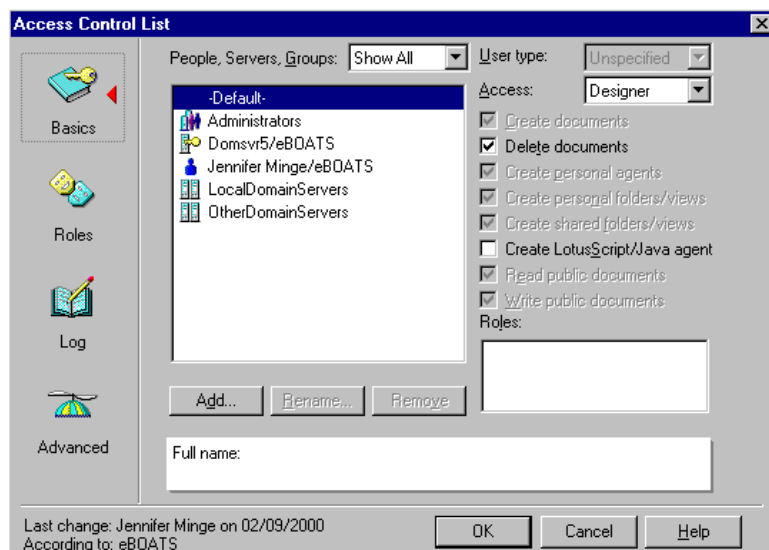 Access Control List
Basics
Roles
Log
Advanced
People, Servers, Groups: Show All
-Default-
Administrators
Domsvr5/eBOATS
Jennifer Minge/eBOATS
LocalDomainServers
OtherDomainServers
Add... Rename... Remove
Full name:
User type: Unspecified
Access: Designer
Create documents
Delete documents
Create personal agents
Create personal folders/views
Create shared folders/views
Create LotusScript/Java agent
Read public documents
Write public documents
Roles:
Last change: Jennifer Minge on 02/09/2000
According to: eBOATS
OK Cancel Help